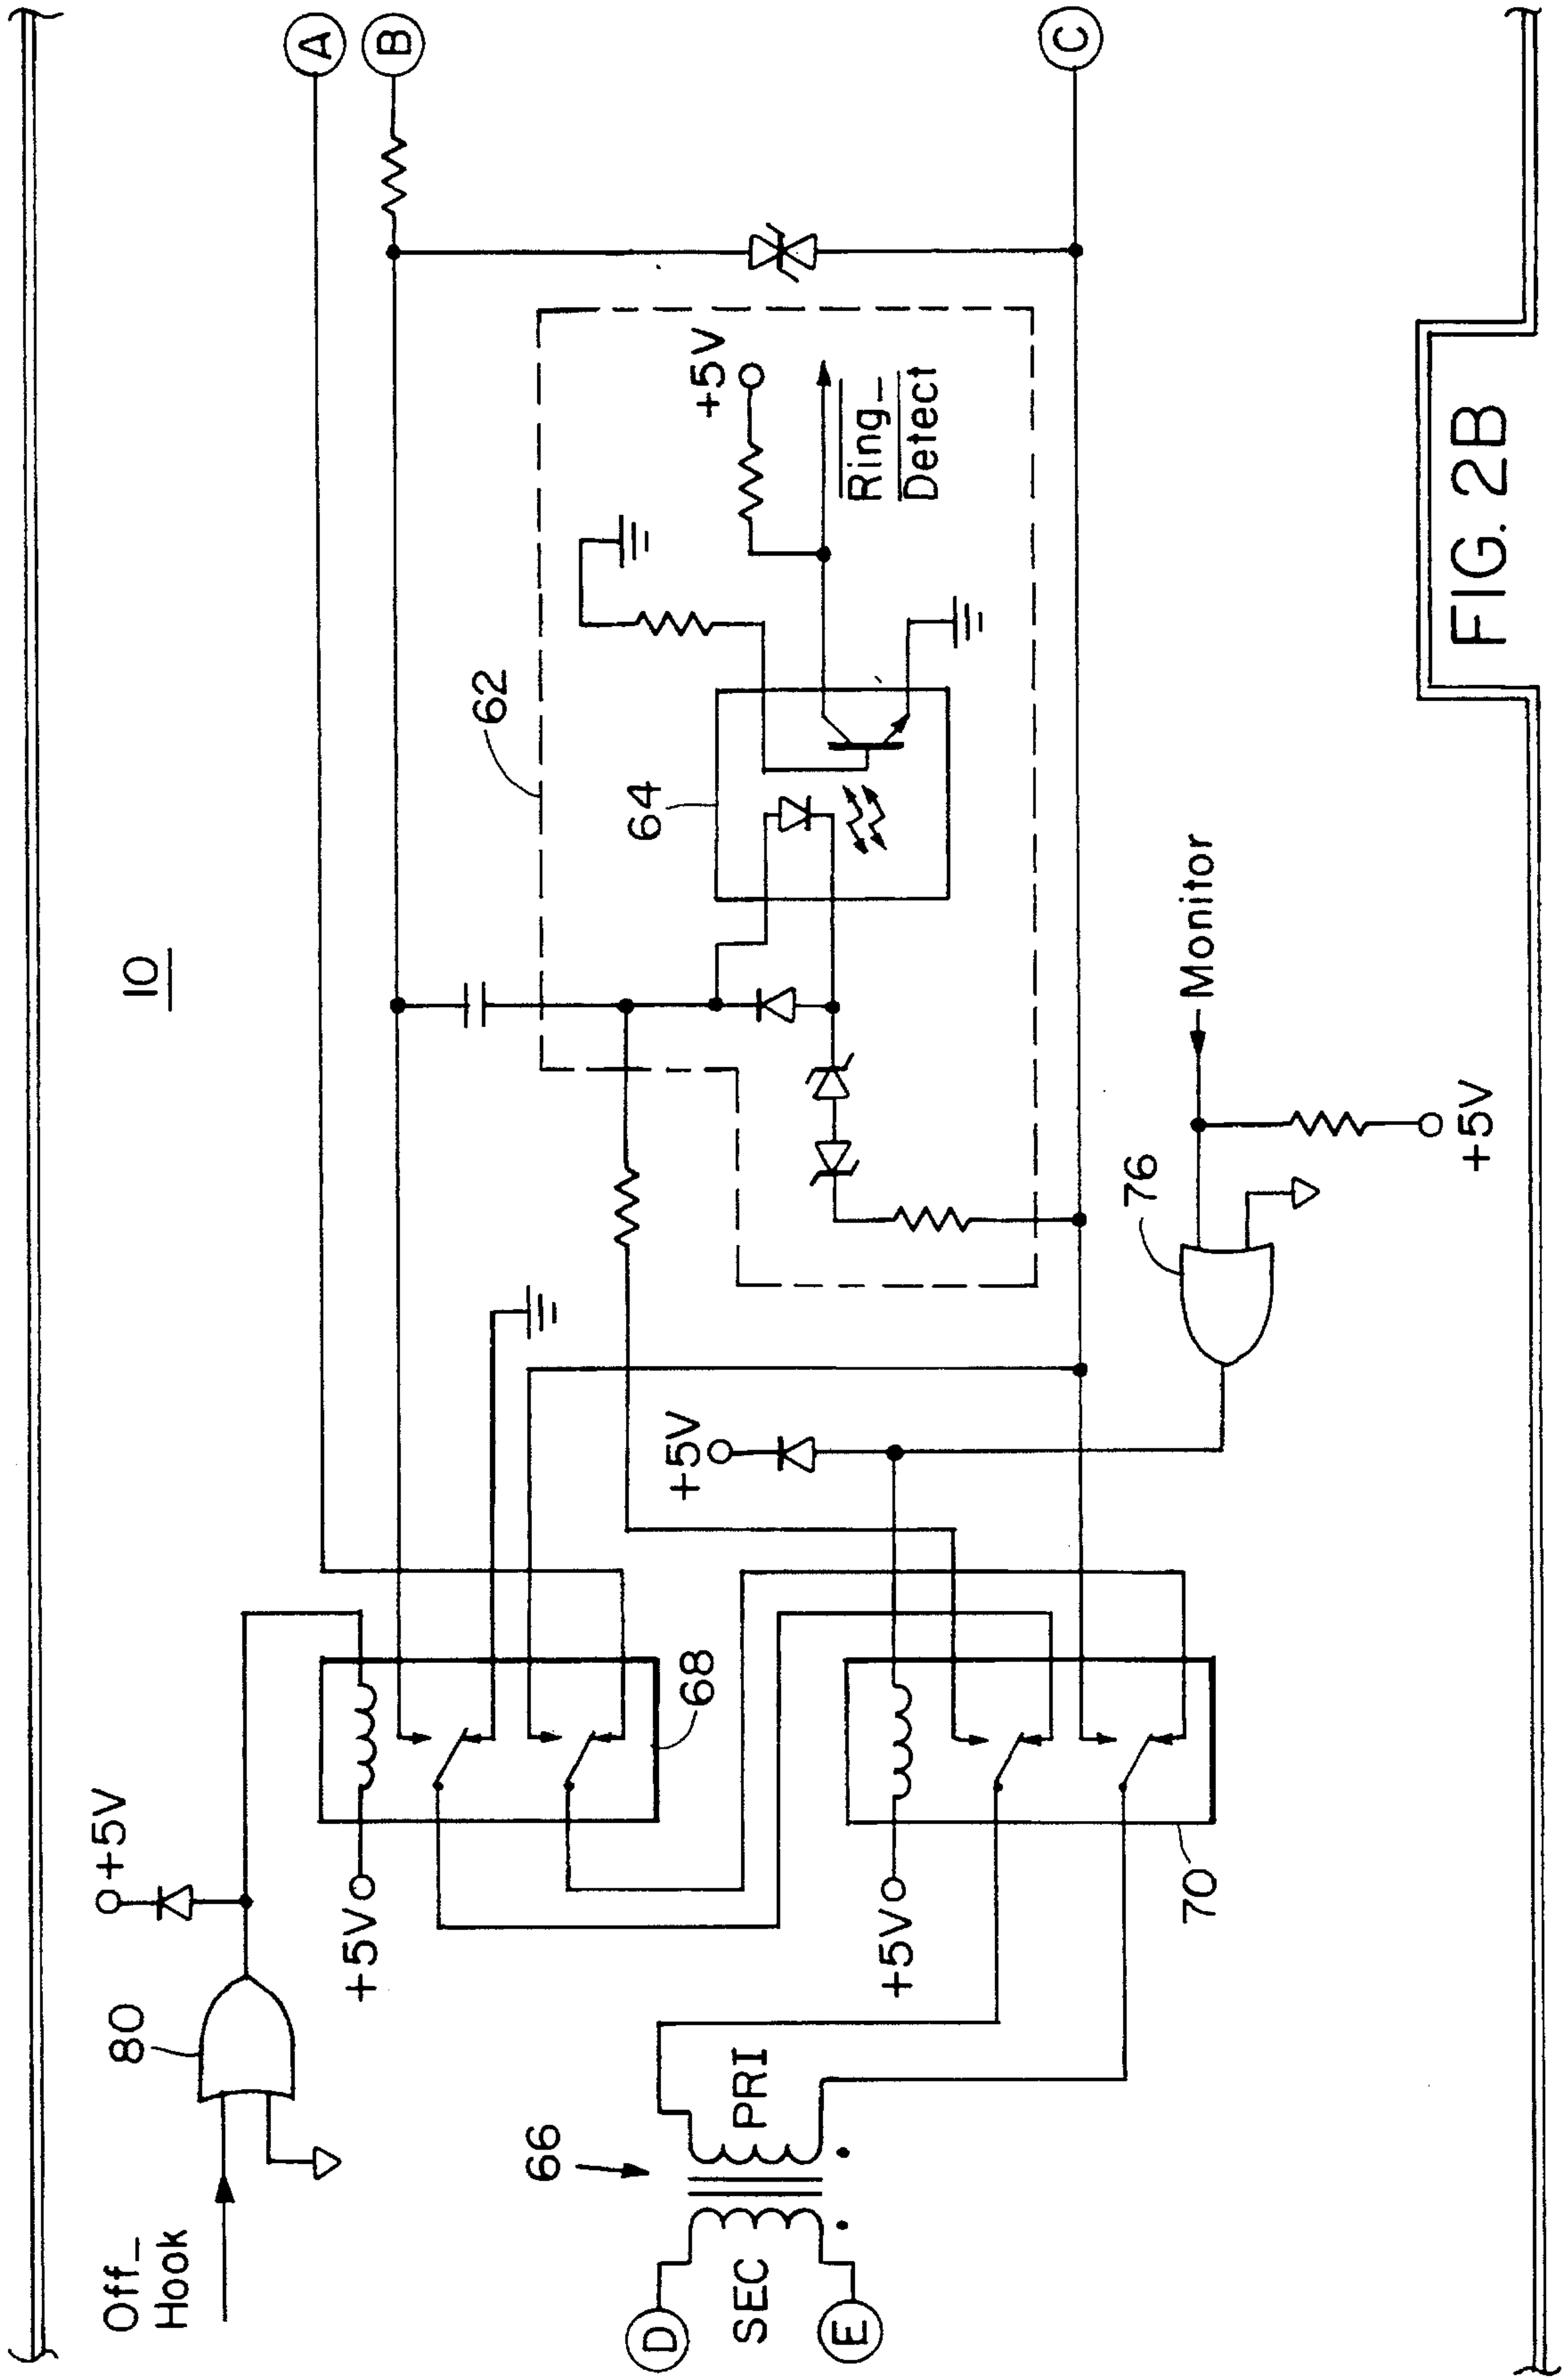 10
A
B
C
+5V
Ring_
Detect
62
64
Monitor
+5V
76
+5V
68
70
+5V
80
+5V
+5V
Off_
Hook
66
PRI
SEC
D
E
FIG. 2B